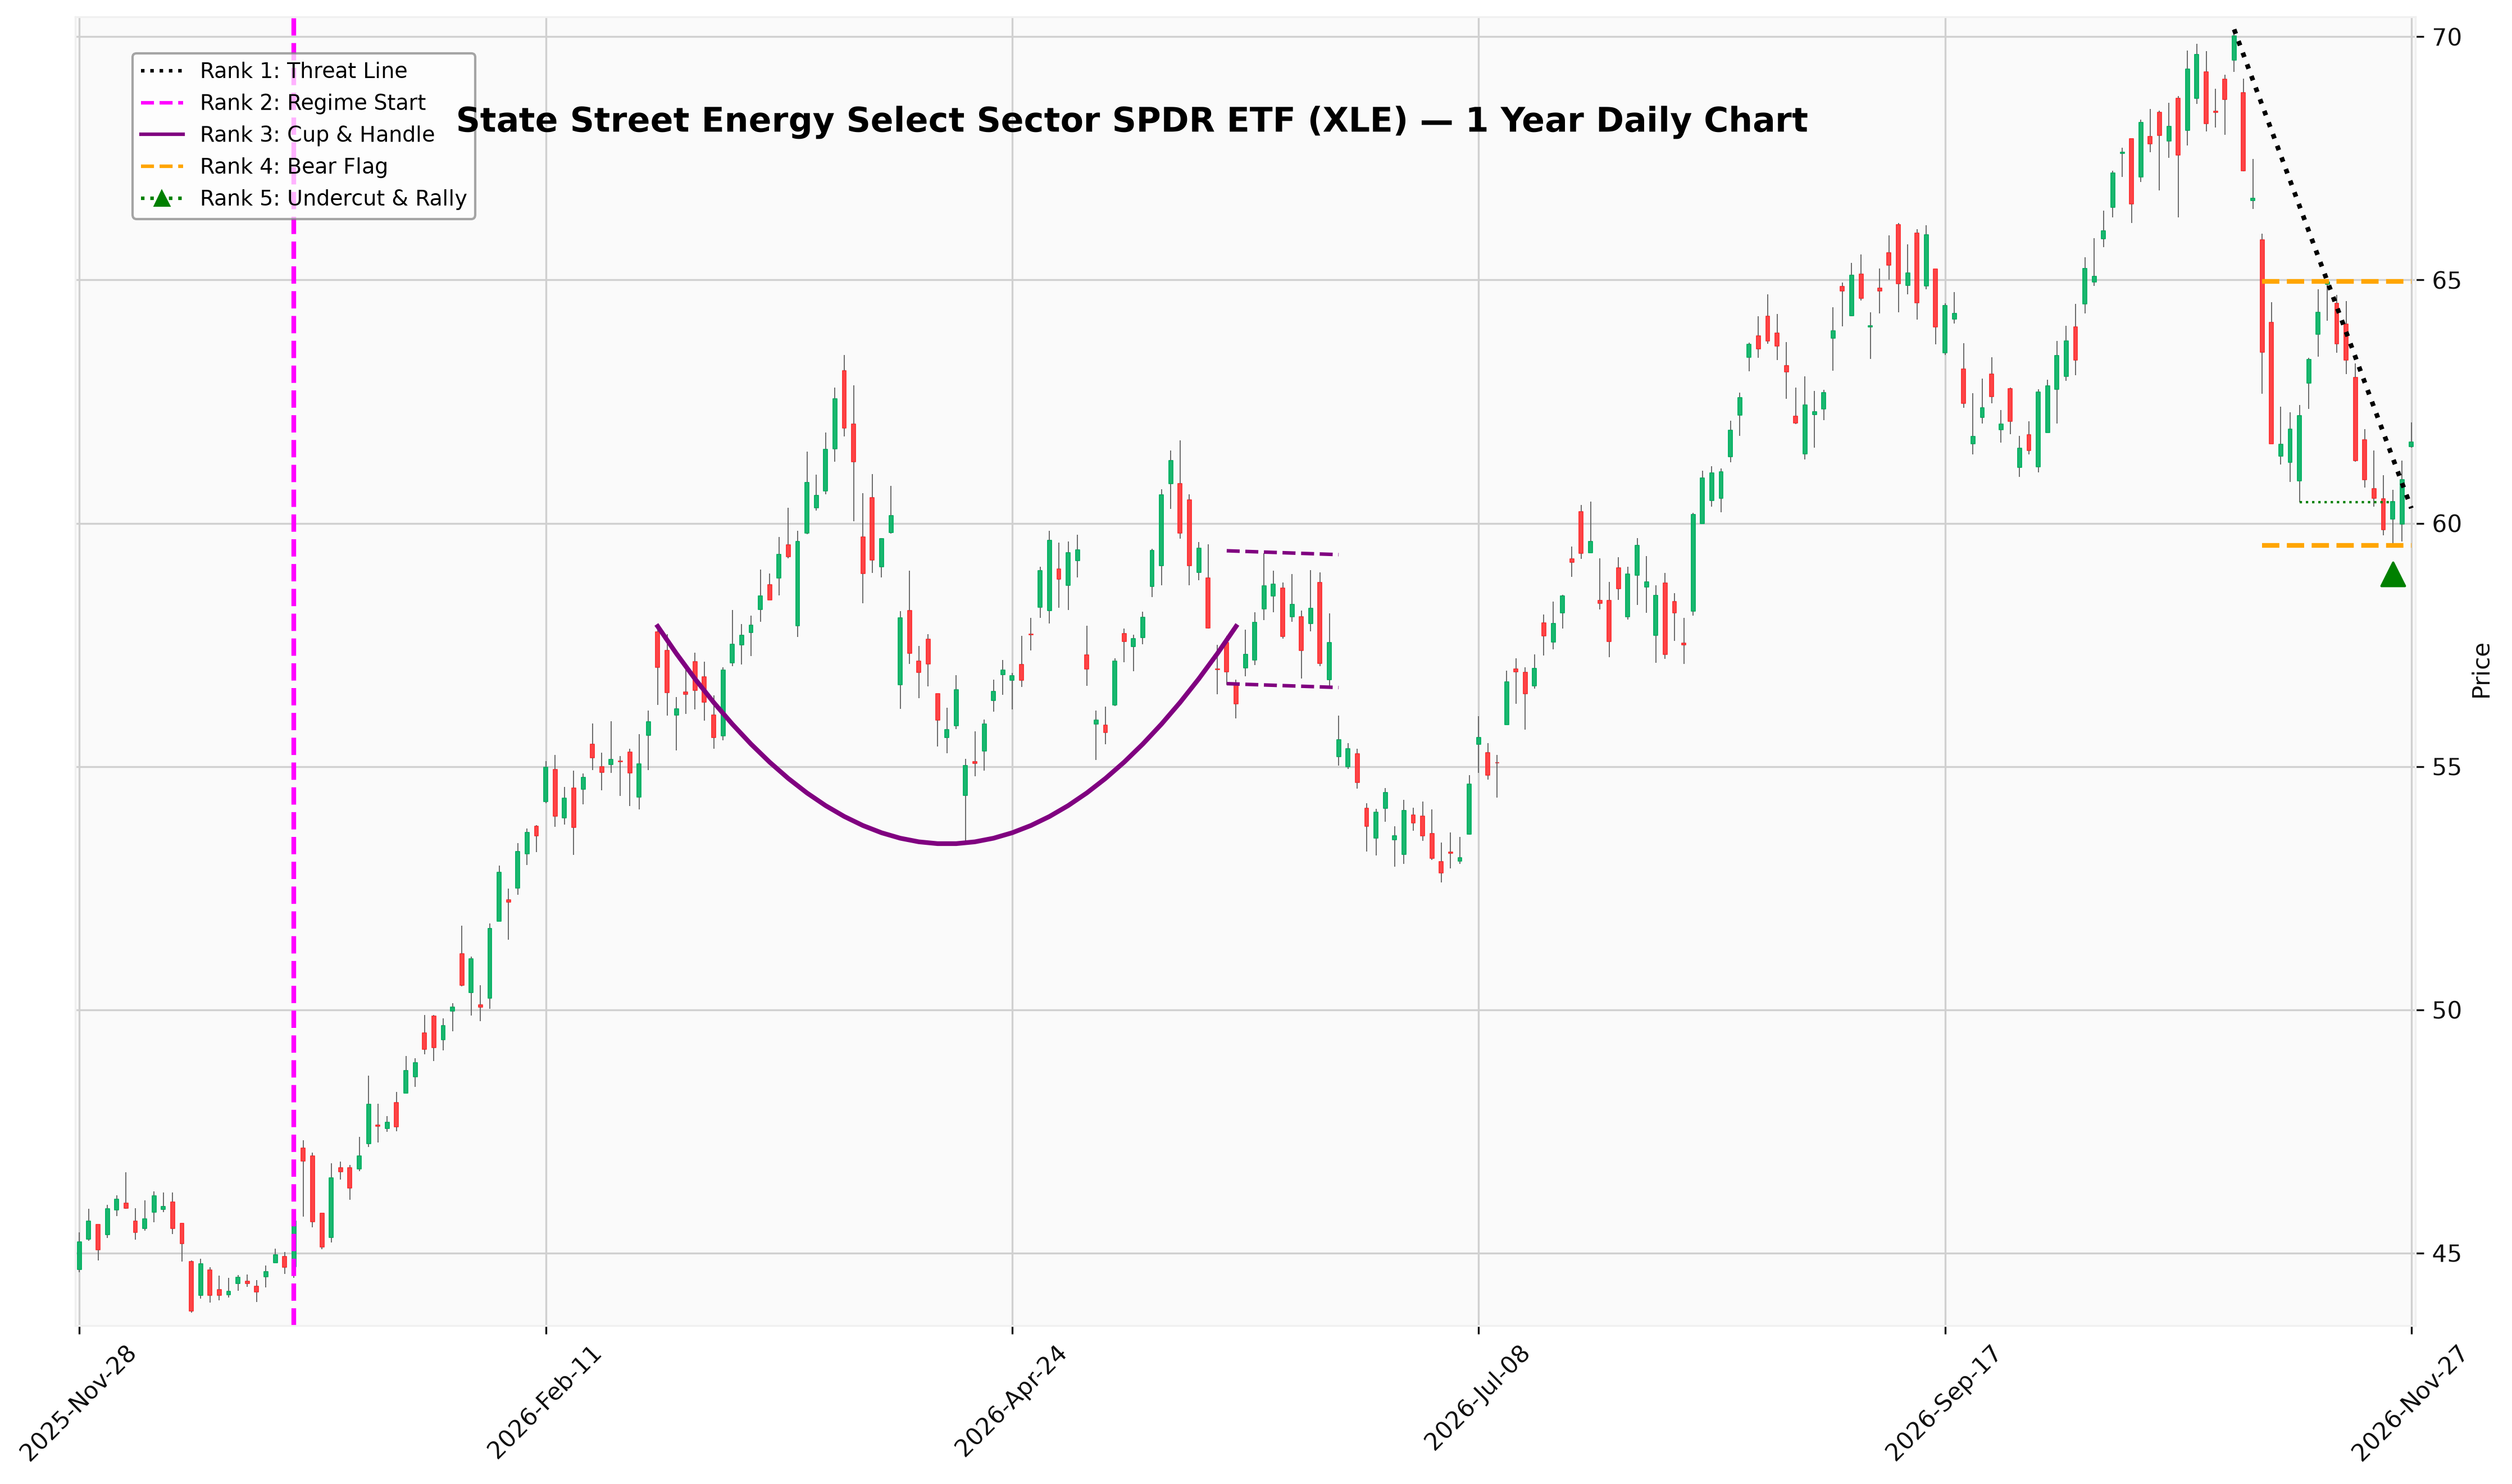 State Street Energy Select Sector SPDR ETF (XLE) — 1 Year Daily Chart
Rank 1: Threat Line
Rank 2: Regime Start
Rank 3: Cup & Handle
Rank 4: Bear Flag
Rank 5: Undercut & Rally
70
65
60
55
50
45
Price
2025-Nov-28
2026-Feb-11
2026-Apr-24
2026-Jul-08
2026-Sep-17
2026-Nov-27